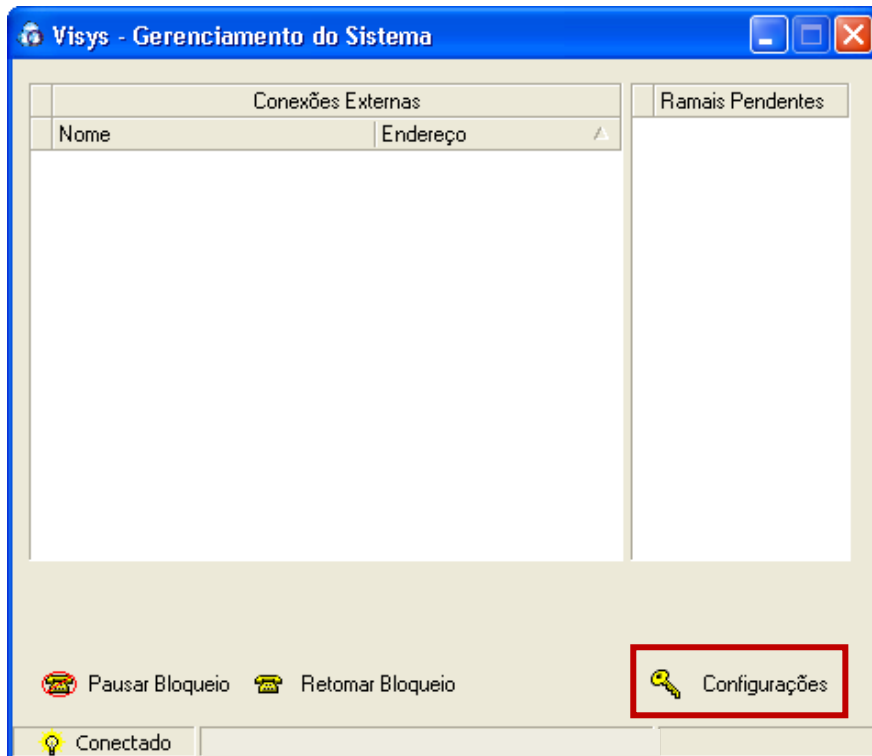 Visys - Gerenciamento do Sistema
Conexões Externas
Ramais Pendentes
Nome
Endereço
Pausar Bloqueio
Retomar Bloqueio
Configurações
Conectado